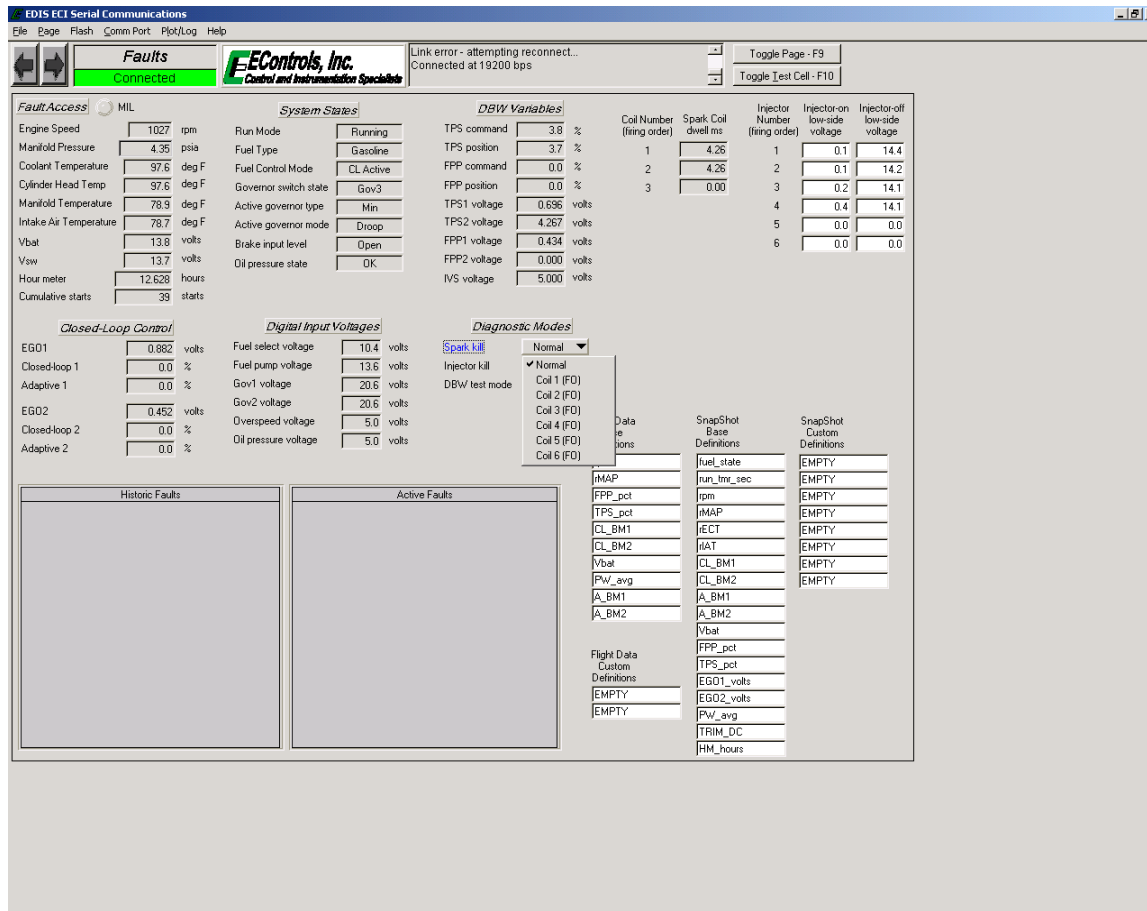 EDIS ECI Serial Communications
File Page Flash Comm Port Plot/Log Help
Faults
Connected
EControls, Inc.
Control and Instrumentation Specialists
Link error - attempting reconnect...
Connected at 19200 bps
Toggle Page - F9
Toggle Test Cell - F10
Fault Access MIL
Engine Speed 1027 rpm
Manifold Pressure 4.35 psia
Coolant Temperature 97.6 deg F
Cylinder Head Temp 97.6 deg F
Manifold Temperature 78.9 deg F
Intake Air Temperature 78.7 deg F
Vbat 13.8 volts
Vsw 13.7 volts
Hour meter 12.628 hours
Cumulative starts 39 starts
System States
Run Mode Running
Fuel Type Gasoline
Fuel Control Mode CL Active
Governor switch state Gov3
Active governor type Min
Active governor mode Droop
Brake input level Open
Oil pressure state OK
DBW Variables
TPS command 3.8 %
TPS position 3.7 %
FPP command 0.0 %
FPP position 0.0 %
TPS1 voltage 0.696 volts
TPS2 voltage 4.267 volts
FPP1 voltage 0.434 volts
FPP2 voltage 0.000 volts
IVS voltage 5.000 volts
Coil Number Spark Coil
(firing order) dwell ms
1 4.26
2 4.26
3 0.00
Injector Injector-on Injector-off
Number low-side low-side
(firing order) voltage voltage
1 0.1 14.4
2 0.1 14.2
3 0.2 14.1
4 0.4 14.1
5 0.0 0.0
6 0.0 0.0
Closed-Loop Control
EGO1 0.882 volts
Closed-loop 1 0.0 %
Adaptive 1 0.0 %
EGO2 0.452 volts
Closed-loop 2 0.0 %
Adaptive 2 0.0 %
Digital Input Voltages
Fuel select voltage 10.4 volts
Fuel pump voltage 13.6 volts
Gov1 voltage 20.6 volts
Gov2 voltage 20.6 volts
Overspeed voltage 5.0 volts
Oil pressure voltage 5.0 volts
Diagnostic Modes
Spark kill Normal
Injector kill
DBW test mode
Normal
Coil 1 (FO)
Coil 2 (FO)
Coil 3 (FO)
Coil 4 (FO)
Coil 5 (FO)
Coil 6 (FO)
Historic Faults
Active Faults
Data
rMAP
FPP_pct
TPS_pct
CL_BM1
CL_BM2
Vbat
PW_avg
A_BM1
A_BM2
Flight Data
Custom
Definitions
EMPTY
EMPTY
SnapShot
Base
Definitions
fuel_state
run_tmr_sec
rpm
rMAP
rECT
rIAT
CL_BM1
CL_BM2
A_BM1
A_BM2
Vbat
FPP_pct
TPS_pct
EGO1_volts
EGO2_volts
PW_avg
TRIM_DC
HM_hours
SnapShot
Custom
Definitions
EMPTY
EMPTY
EMPTY
EMPTY
EMPTY
EMPTY
EMPTY
EMPTY